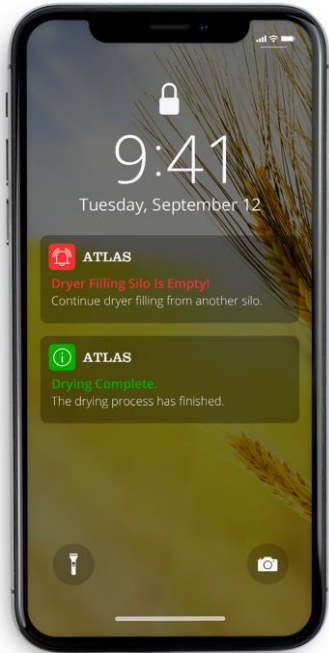 9:41
Tuesday, September 12
ATLAS
Dryer Filling Silo Is Empty!
Continue dryer filling from another silo.
ATLAS
Drying Complete.
The drying process has finished.